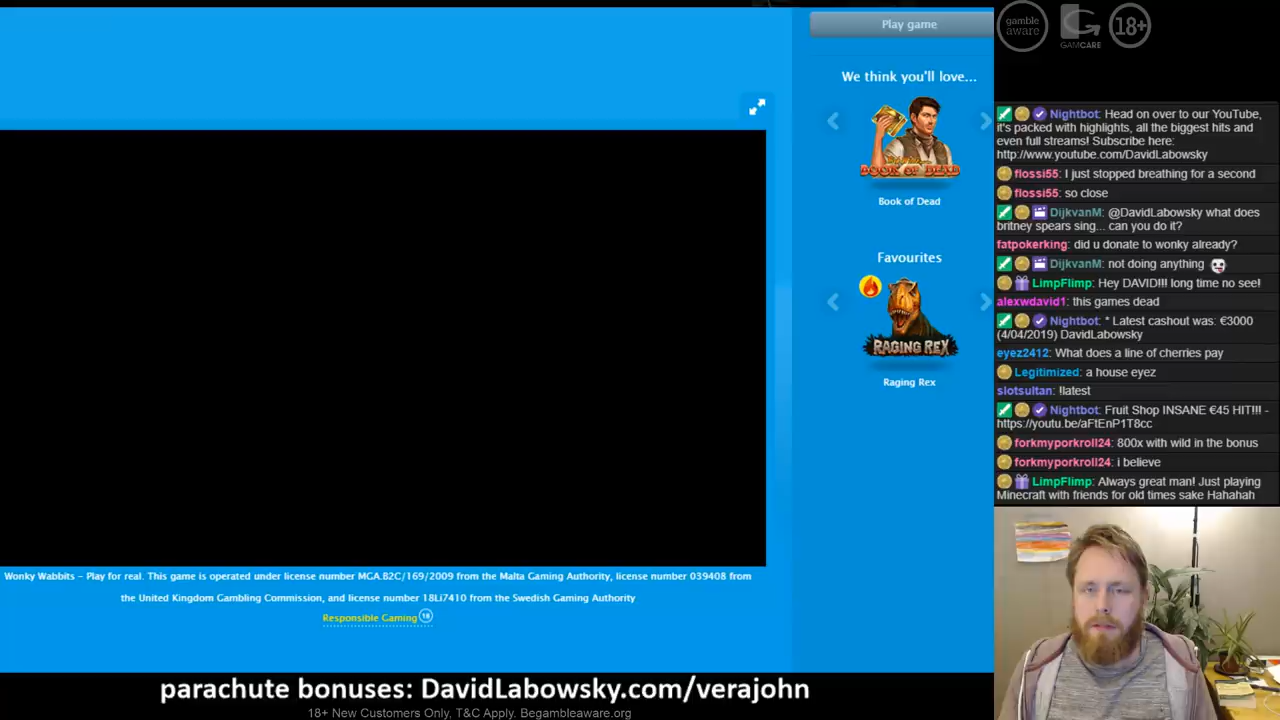 Play game
We think you'll love...
BOOK OF DEAD
Book of Dead
Favourites
RAGING REX
Raging Rex
Wonky Wabbits - Play for real. This game is operated under license number MGA.B2C/169/2009 from the Malta Gaming Authority, license number 039408 from
the United Kingdom Gambling Commission, and license number 18Li7410 from the Swedish Gaming Authority
Responsible Gaming 18
gamble
aware
GAMCARE
18+
Nightbot: Head on over to our YouTube,
it's packed with highlights, all the biggest hits and
even full streams! Subscribe here:
http://www.youtube.com/DavidLabowsky
flossi55: I just stopped breathing for a second
flossi55: so close
DijkvanM: @DavidLabowsky what does
britney spears sing... can you do it?
fatpokerking: did u donate to wonky already?
DijkvanM: not doing anything
LimpFlimp: Hey DAVID!!! long time no see!
alexwdavid1: this games dead
Nightbot: * Latest cashout was: €3000
(4/04/2019) DavidLabowsky
eyez2412: What does a line of cherries pay
Legitimized: a house eyez
slotsultan: !latest
Nightbot: Fruit Shop INSANE €45 HIT!!! -
https://youtu.be/aFtEnP1T8cc
forkmyporkroll24: 800x with wild in the bonus
forkmyporkroll24: i believe
LimpFlimp: Always great man! Just playing
Minecraft with friends for old times sake Hahahah
parachute bonuses: DavidLabowsky.com/verajohn
18+ New Customers Only, T&C Apply. Begambleaware.org